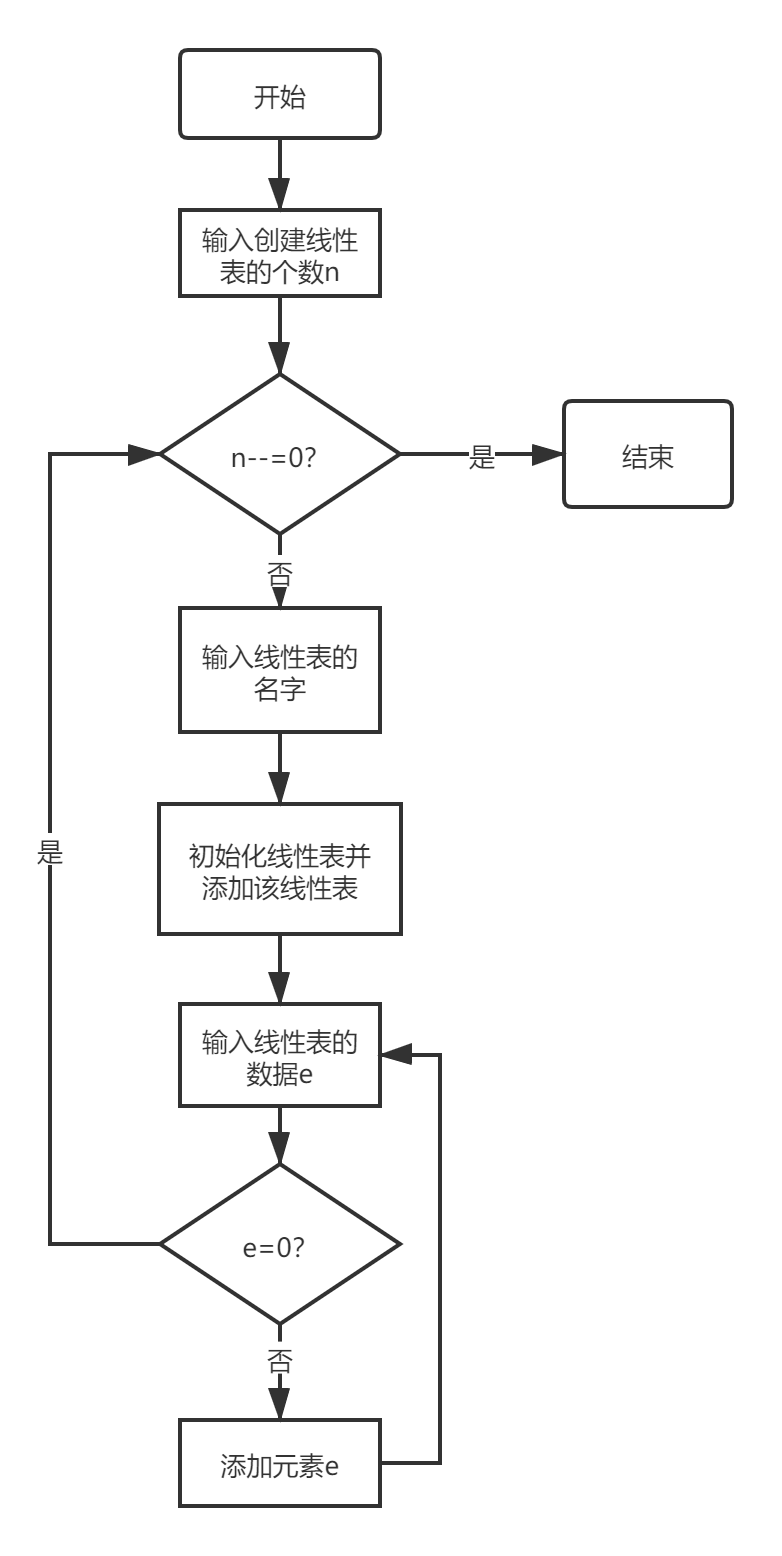 开始
输入创建线性
表的个数n
n--=0?
是
结束
否
输入线性表的
名字
是
初始化线性表并
添加该线性表
输入线性表的
数据e
e=0?
否
添加元素e